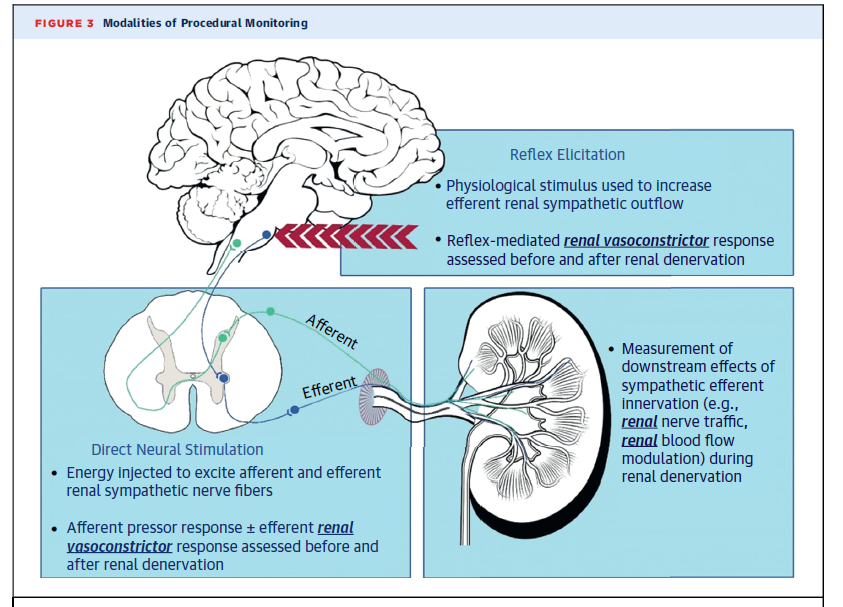 FIGURE 3 Modalities of Procedural Monitoring
Reflex Elicitation
• Physiological stimulus used to increase
efferent renal sympathetic outflow
• Reflex-mediated renal vasoconstrictor response
assessed before and after renal denervation
Afferent
Efferent
Direct Neural Stimulation
• Energy injected to excite afferent and efferent
renal sympathetic nerve fibers
• Afferent pressor response ± efferent renal
vasoconstrictor response assessed before and
after renal denervation
• Measurement of
downstream effects of
sympathetic efferent
innervation (e.g.,
renal nerve traffic,
renal blood flow
modulation) during
renal denervation